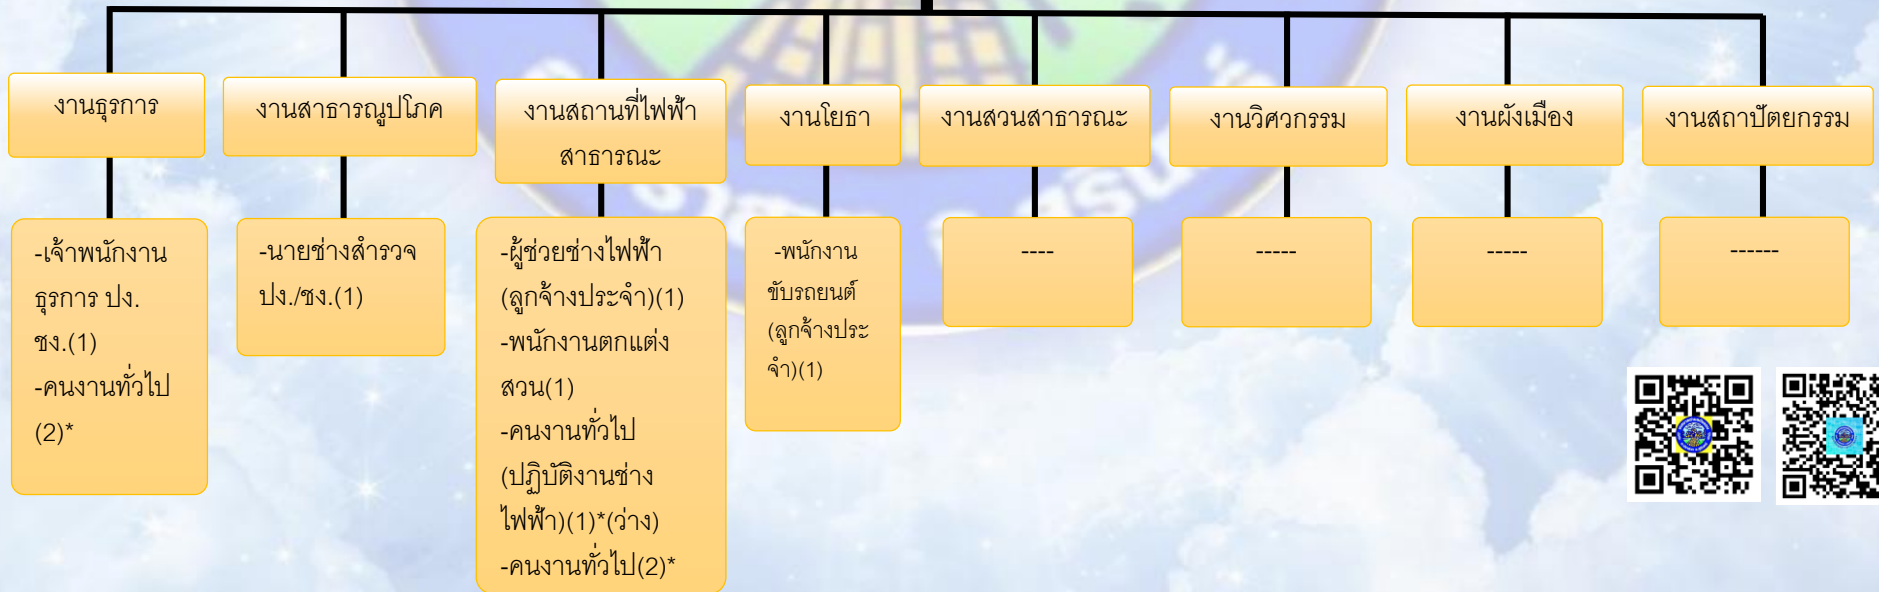 งานธุรการ
งานสาธารณูปโภค
งานสถานที่ไฟฟ้า
สาธารณะ
งานโยธา
งานสวนสาธารณะ
งานวิศวกรรม
งานผังเมือง
งานสถาปัตยกรรม
-เจ้าพนักงาน
ธุรการ ปง.
ชง.(1)
-คนงานทั่วไป
(2)*
-นายช่างสำรวจ
ปง./ชง.(1)
-ผู้ช่วยช่างไฟฟ้า
(ลูกจ้างประจำ)(1)
-พนักงานตกแต่ง
สวน(1)
-คนงานทั่วไป
(ปฏิบัติงานช่าง
ไฟฟ้า)(1)*(ว่าง)
-คนงานทั่วไป(2)*
-พนักงาน
ขับรถยนต์
(ลูกจ้างประ
จำ)(1)
----
-----
-----
------